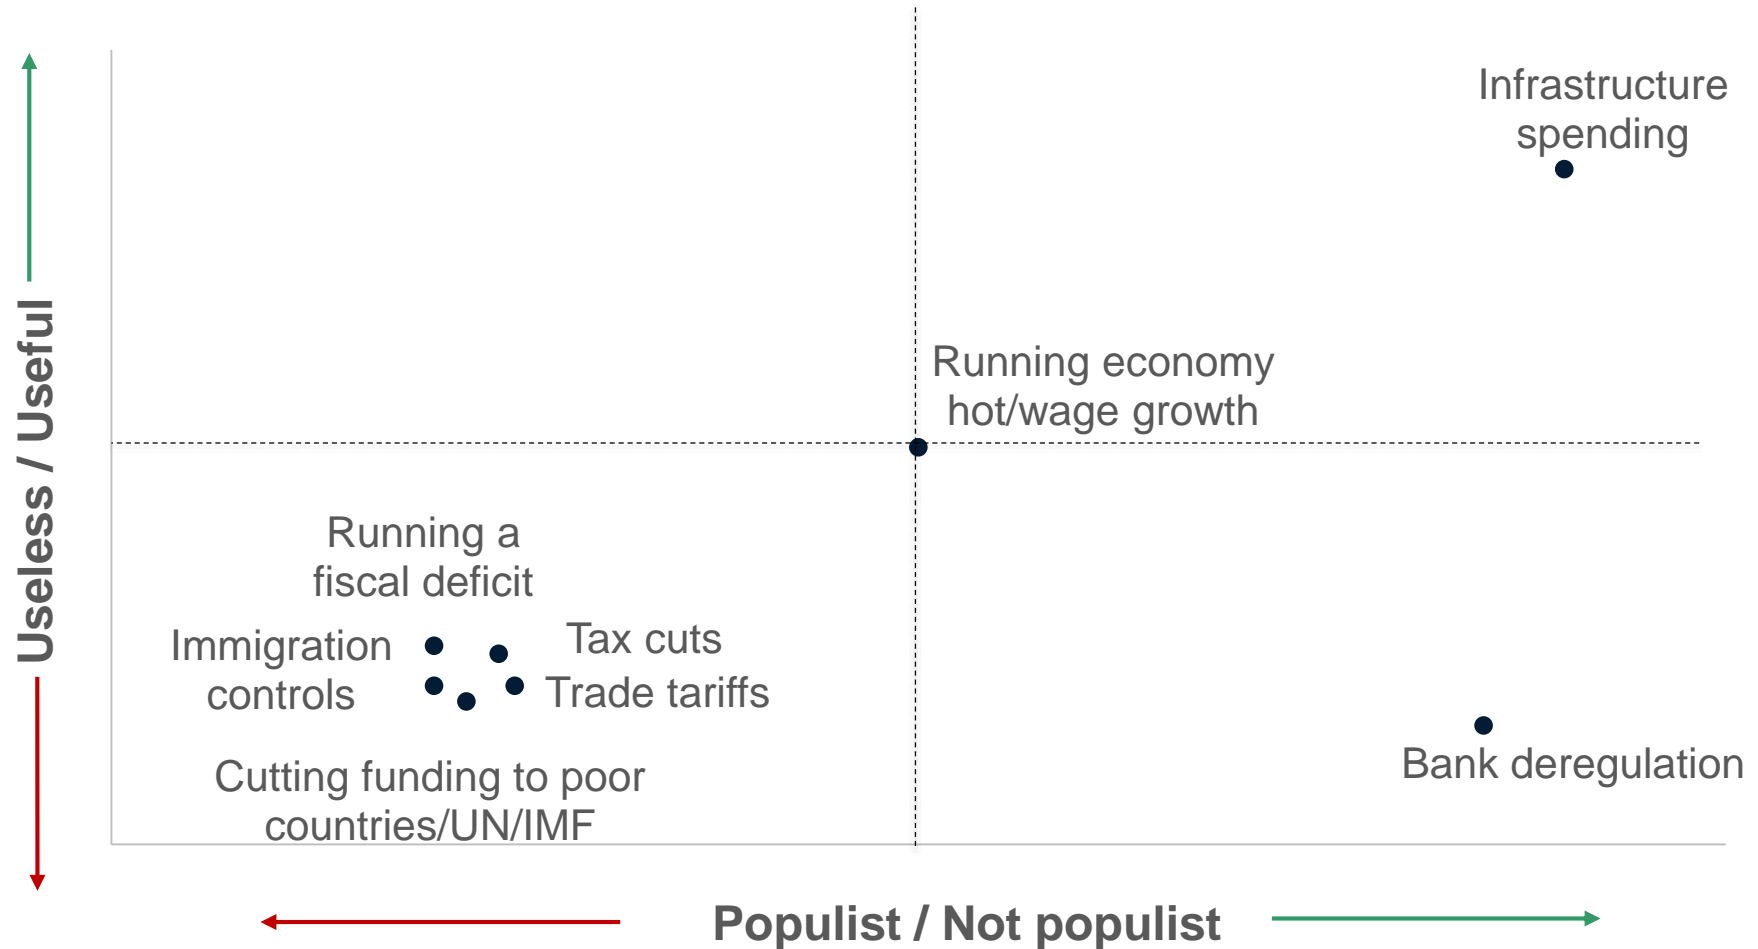 Infrastructure
spending
Running economy
hot/wage growth
Useless / Useful
Running a
fiscal deficit
Immigration
controls
Tax cuts
Trade tariffs
Cutting funding to poor
countries/UN/IMF
Bank deregulation
Populist / Not populist